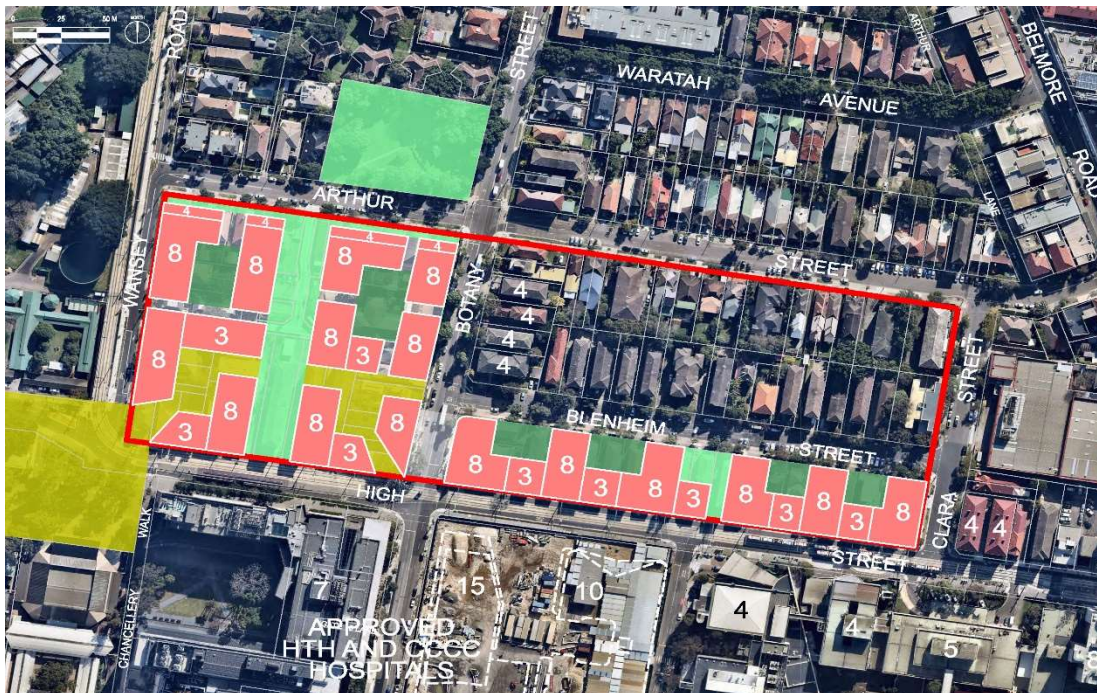 0 25 50 M
NORTH
ROAD
STREET
WARATAH
AVENUE
ARTHUR
BELMORE
ROAD
LANE
ARTHUR
STREET
WANSEY
BOTANY
4
4
4
4
8
8
8
8
3
8
3
8
8
8
8
8
3
3
4
4
4
4
BLENHEIM
STREET
STREET
CLARA
8
3
8
3
8
3
8
3
8
3
8
HIGH
STREET
4
4
WALK
CHANCELLERY
7
15
10
4
4
5
APPROVED
HTH AND CCCC
HOSPITALS